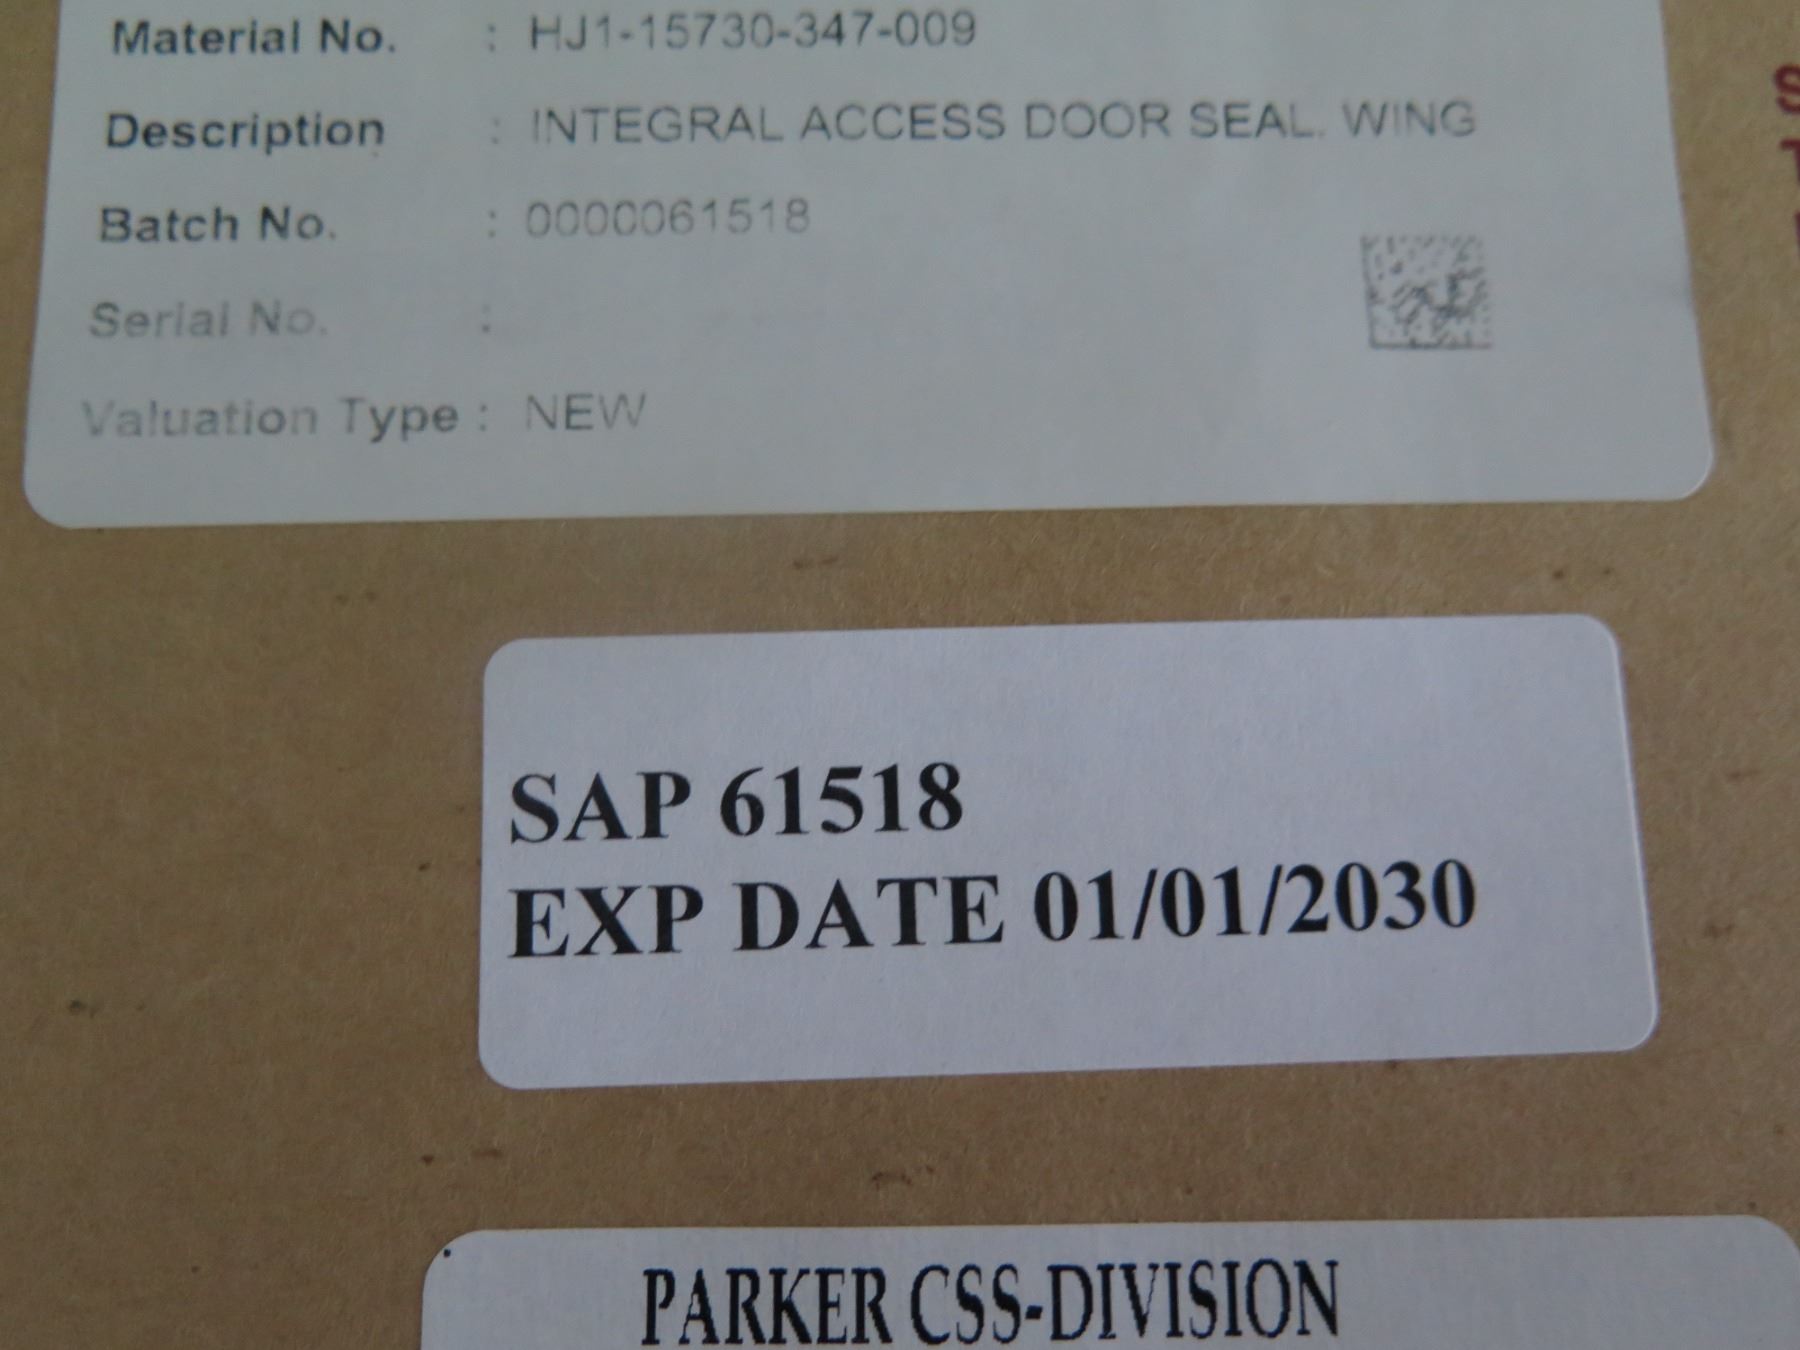 Material No. : HJ1-15730-347-009
Description : INTEGRAL ACCESS DOOR SEAL. WING
Batch No. : 0000061518
Serial No. :
Valuation Type : NEW
SAP 61518
EXP DATE 01/01/2030
PARKER CSS-DIVISION